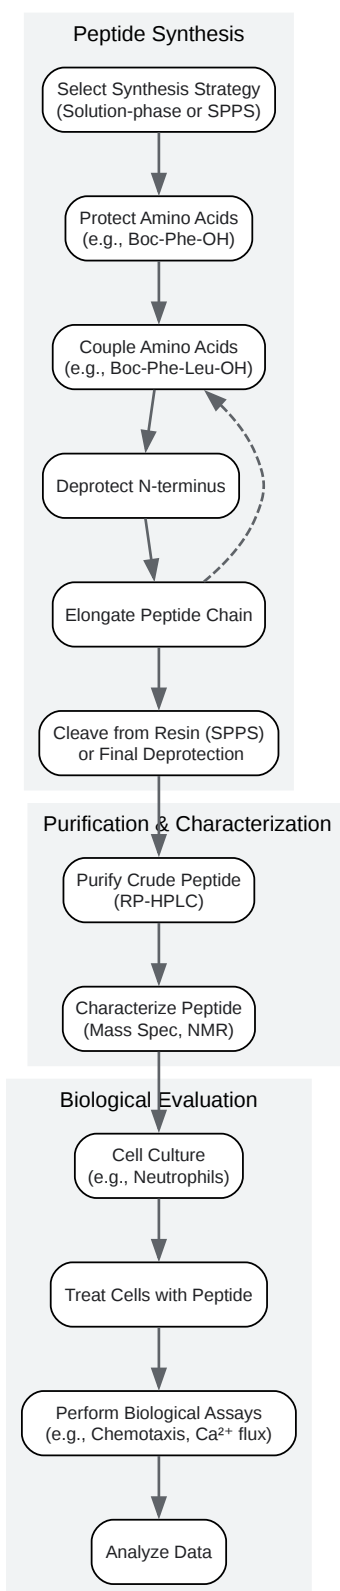 Peptide Synthesis
Select Synthesis Strategy
(Solution-phase or SPPS)
Protect Amino Acids
(e.g., Boc-Phe-OH)
Couple Amino Acids
(e.g., Boc-Phe-Leu-OH)
Deprotect N-terminus
Elongate Peptide Chain
Cleave from Resin (SPPS)
or Final Deprotection
Purification & Characterization
Purify Crude Peptide
(RP-HPLC)
Characterize Peptide
(Mass Spec, NMR)
Biological Evaluation
Cell Culture
(e.g., Neutrophils)
Treat Cells with Peptide
Perform Biological Assays
(e.g., Chemotaxis, Ca²⁺ flux)
Analyze Data